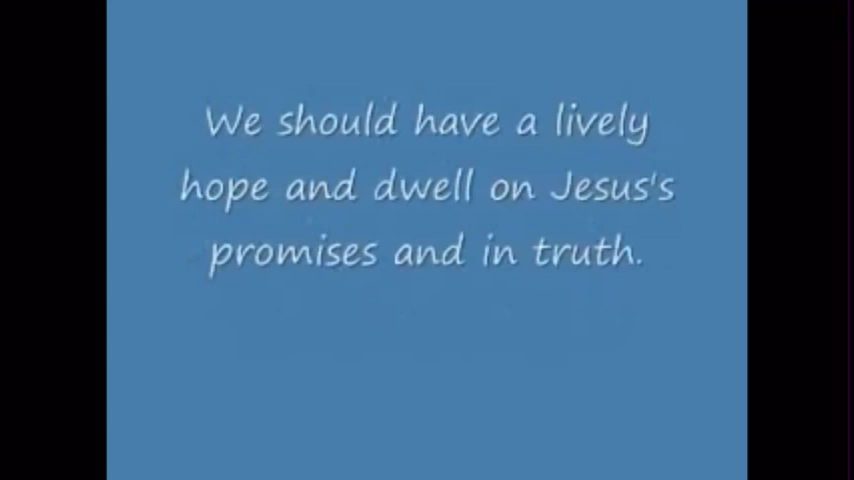 We should have a lively
hope and dwell on Jesus's
promises and in truth.